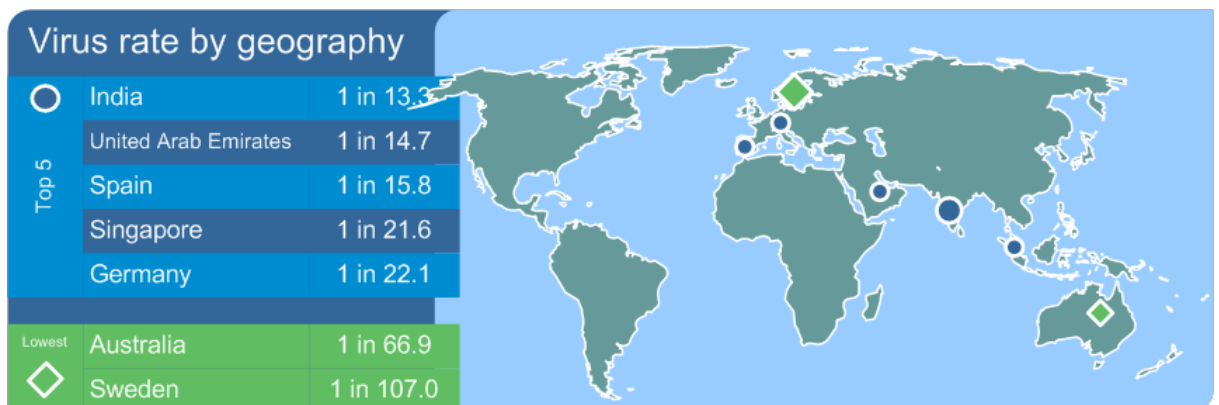 Virus rate by geography
India 1 in 13.3
United Arab Emirates 1 in 14.7
Top 5
Spain 1 in 15.8
Singapore 1 in 21.6
Germany 1 in 22.1
Lowest
Australia 1 in 66.9
Sweden 1 in 107.0